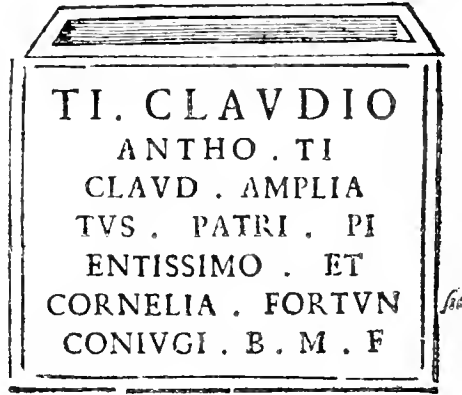 TI. CLAVDIO
ANTHO . TI
CLAVD . AMPLIA
TVS . PATRI . PI
ENTISSIMO . ET
CORNELIA . FORTVN
CONIVGI . B . M . F